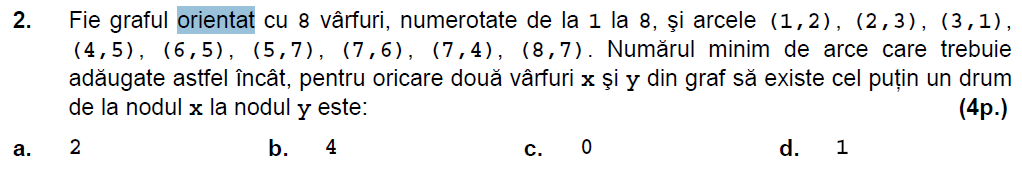 2. Fie graful orientat cu 8 vârfuri, numerotate de la 1 la 8, şi arcele (1,2), (2,3), (3,1),
(4,5), (6,5), (5,7), (7,6), (7,4), (8,7). Numărul minim de arce care trebuie
adăugate astfel încât, pentru oricare două vârfuri x şi y din graf să existe cel puţin un drum
de la nodul x la nodul y este: (4p.)
a. 2 b. 4 c. 0 d. 1